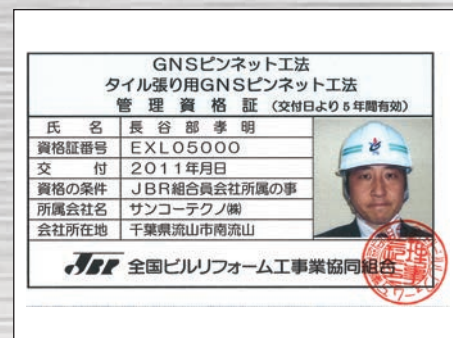 GNSピンネット工法
タイル張り用GNSピンネット工法
管理資格証 (交付日より5年間有効)
氏名 長谷部孝明
資格証番号 EXL05000
交付 2011年月日
資格の条件 JBR組合員会社所属の事
所属会社名 サンコーテクノ㈱
会社所在地 千葉県流山市南流山
JBR 全国ビルリフォーム工事業協同組合